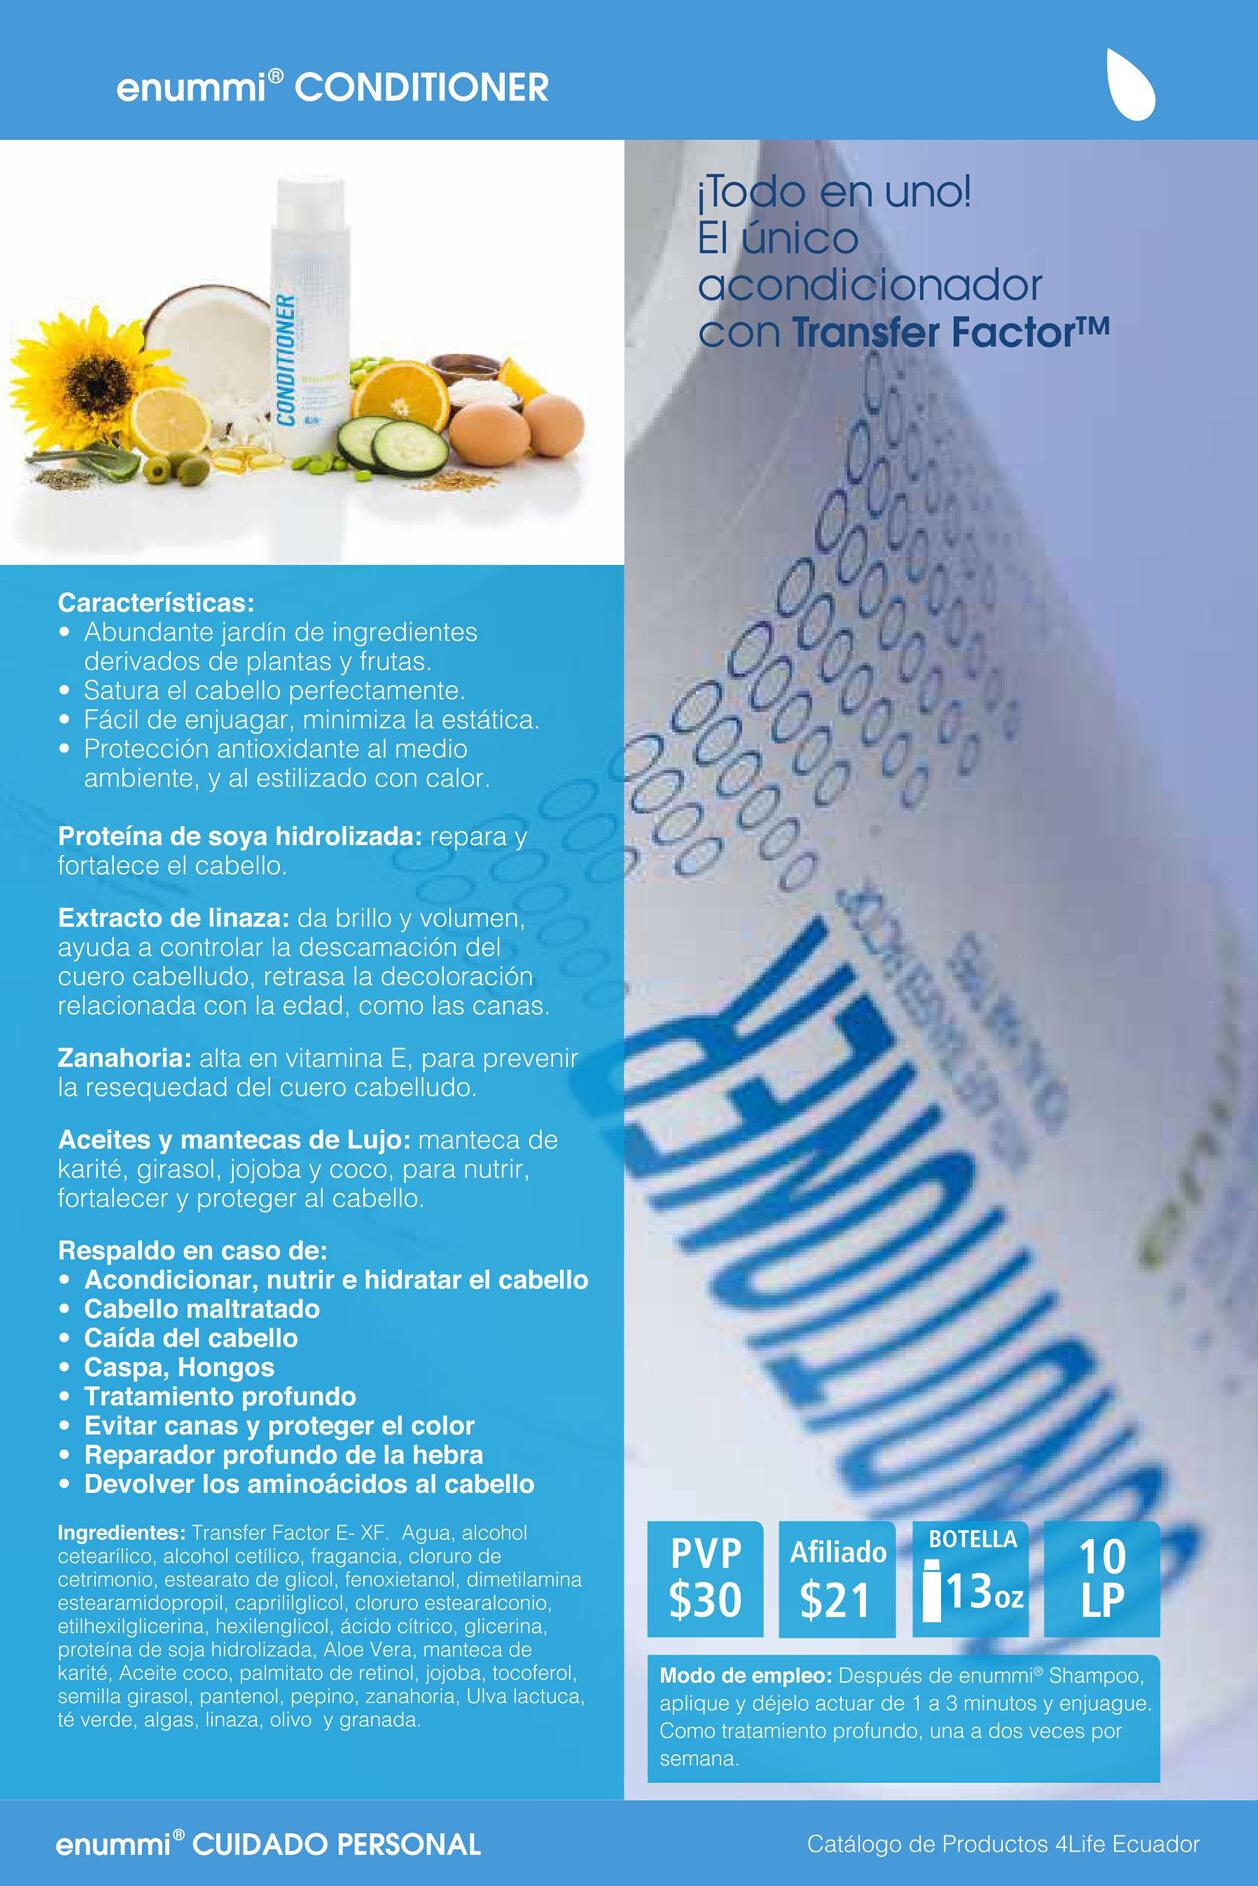 enummi® CONDITIONER
¡Todo en uno!
El único
acondicionador
con Transfer Factor™
CONDITIONER
Características:
• Abundante jardín de ingredientes
derivados de plantas y frutas.
• Satura el cabello perfectamente.
• Fácil de enjuagar, minimiza la estática.
• Protección antioxidante al medio
ambiente, y al estilizado con calor.
Proteína de soya hidrolizada: repara y
fortalece el cabello.
Extracto de linaza: da brillo y volumen,
ayuda a controlar la descamación del
cuero cabelludo, retrasa la decoloración
relacionada con la edad, como las canas.
Zanahoria: alta en vitamina E, para prevenir
la resequedad del cuero cabelludo.
Aceites y mantecas de Lujo: manteca de
karité, girasol, jojoba y coco, para nutrir,
fortalecer y proteger al cabello.
Respaldo en caso de:
• Acondicionar, nutrir e hidratar el cabello
• Cabello maltratado
• Caída del cabello
• Caspa, Hongos
• Tratamiento profundo
• Evitar canas y proteger el color
• Reparador profundo de la hebra
• Devolver los aminoácidos al cabello
Ingredientes: Transfer Factor E- XF. Agua, alcohol
cetearílico, alcohol cetílico, fragancia, cloruro de
cetrimonio, estearato de glicol, fenoxietanol, dimetilamina
estearamidopropil, caprililglicol, cloruro estearalconio,
etilhexilglicerina, hexilenglicol, ácido cítrico, glicerina,
proteína de soja hidrolizada, Aloe Vera, manteca de
karité, Aceite coco, palmitato de retinol, jojoba, tocoferol,
semilla girasol, pantenol, pepino, zanahoria, Ulva lactuca,
té verde, algas, linaza, olivo y granada.
CONDITIONER
PVP
$30
Afiliado
$21
BOTELLA
13oz
10
LP
Modo de empleo: Después de enummi® Shampoo,
aplique y déjelo actuar de 1 a 3 minutos y enjuague.
Como tratamiento profundo, una a dos veces por
semana.
enummi® CUIDADO PERSONAL
Catálogo de Productos 4Life Ecuador